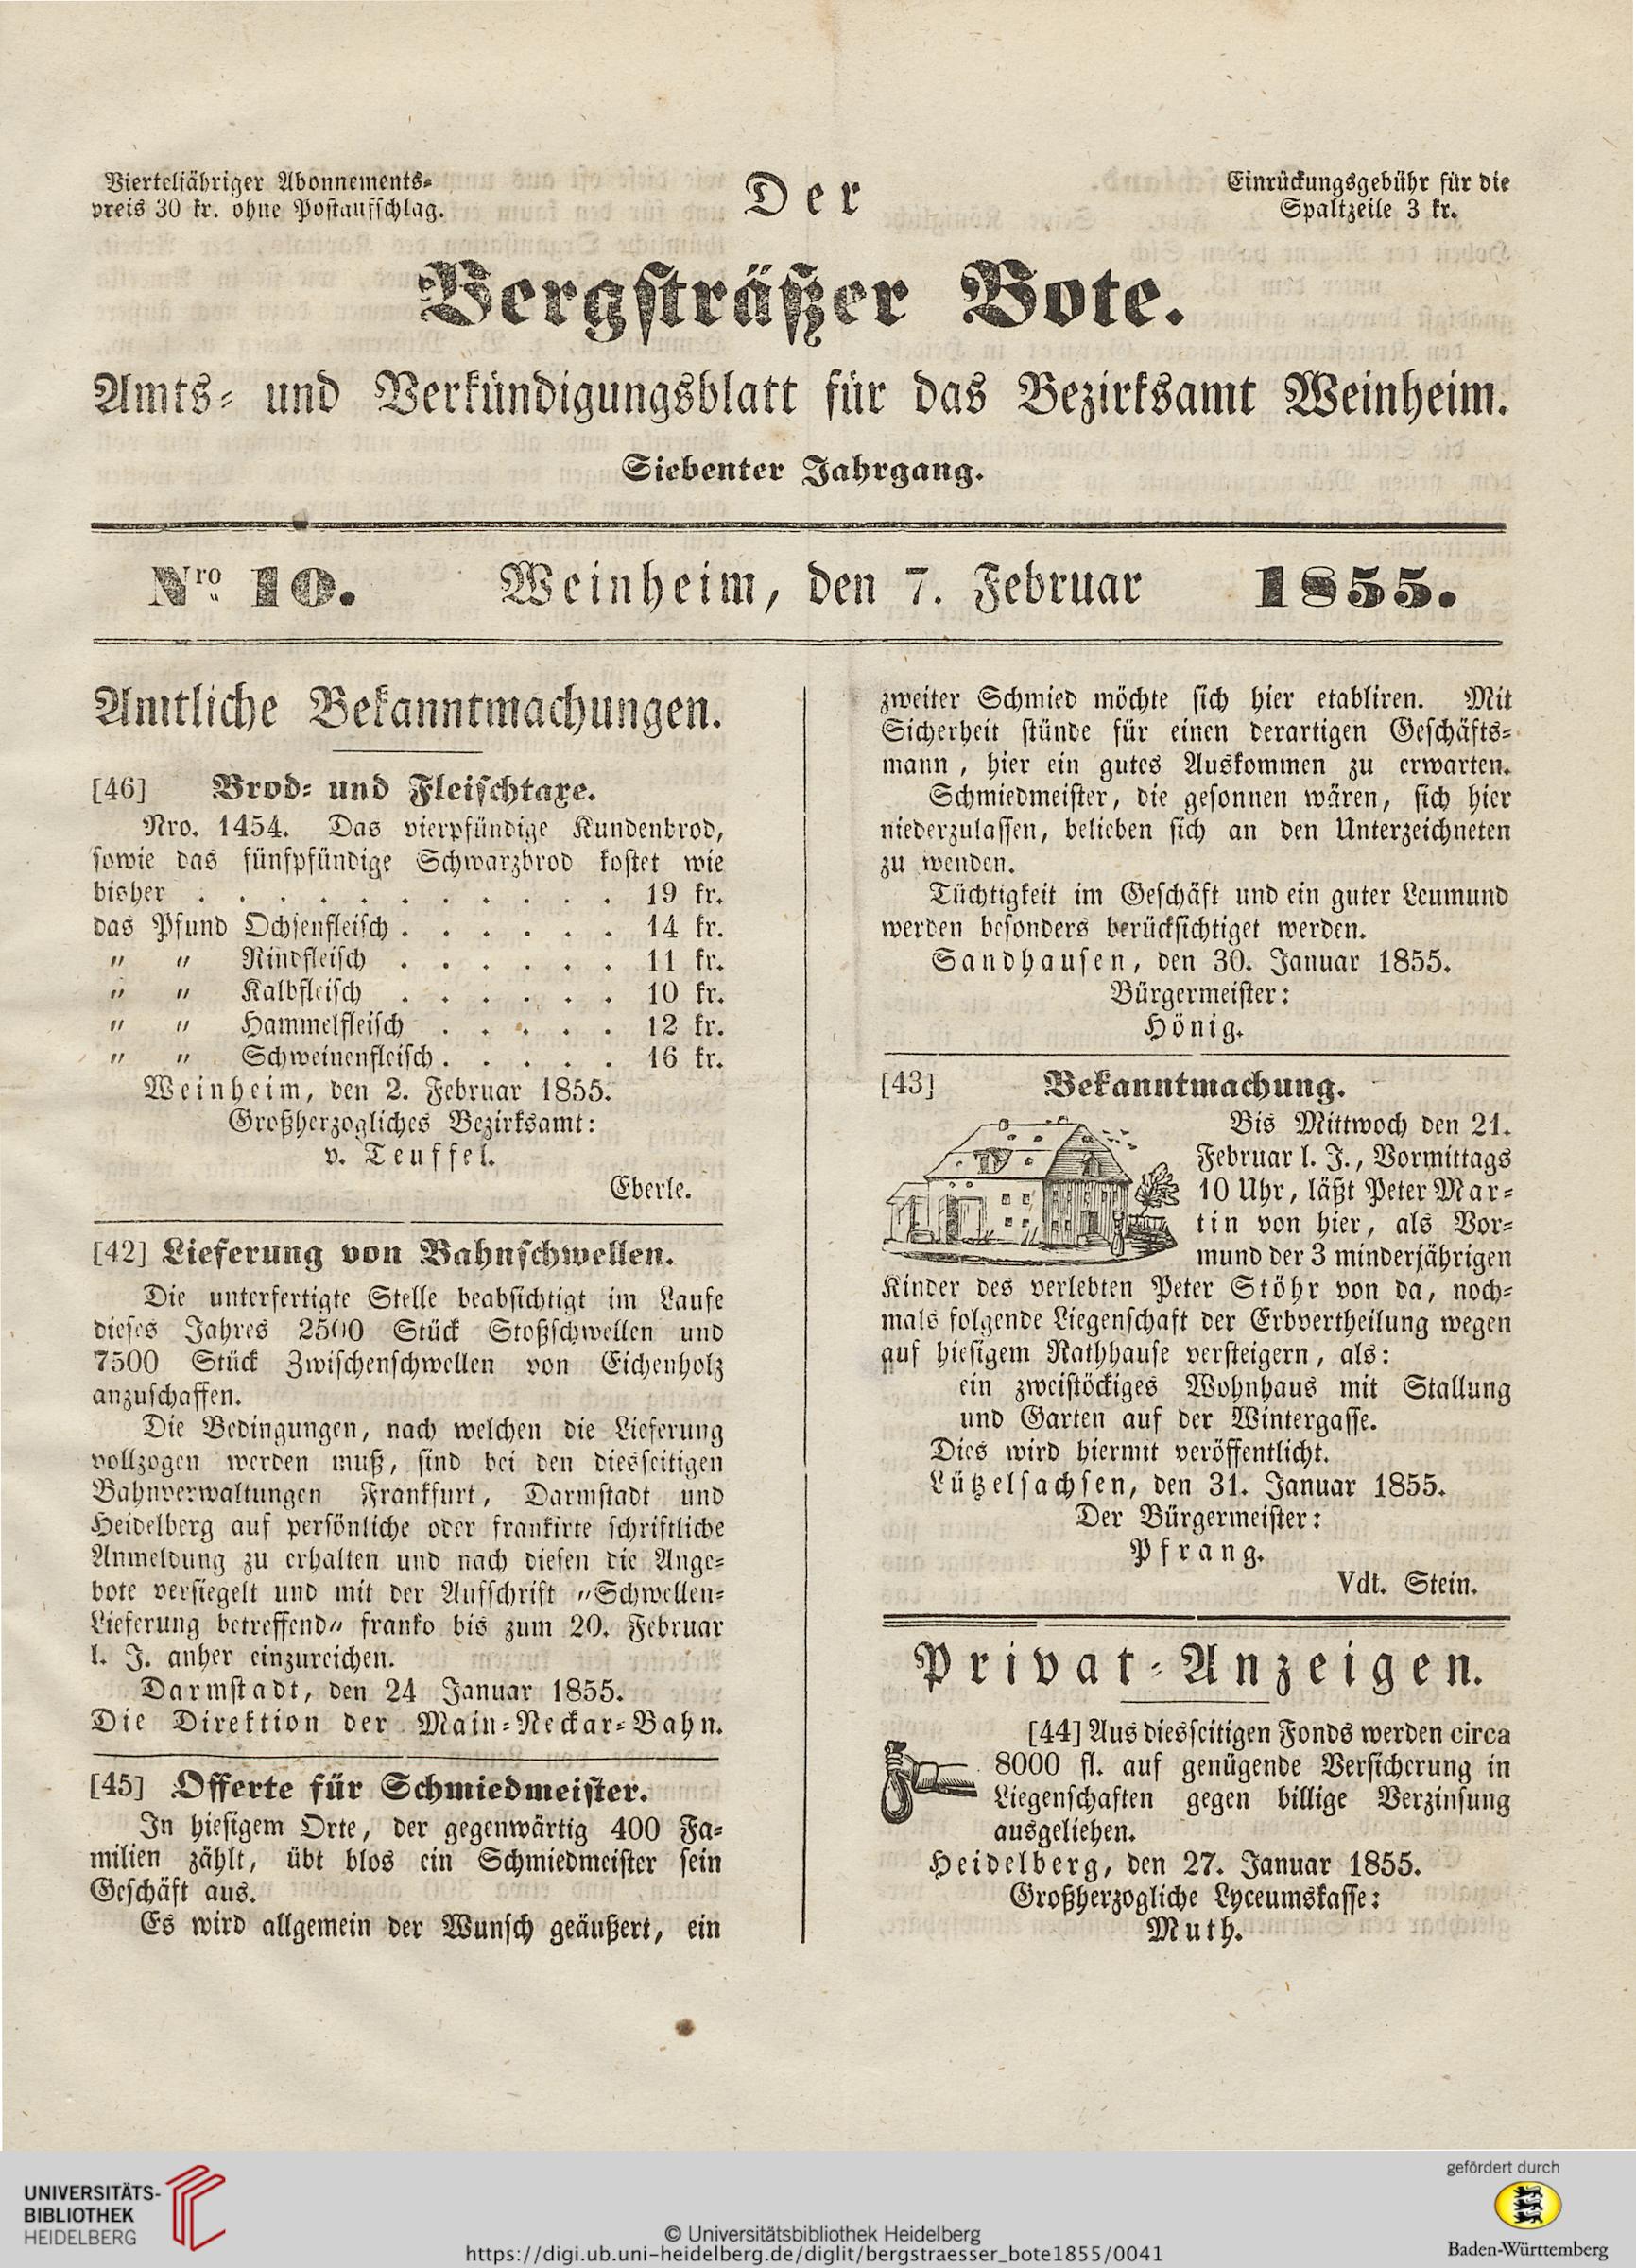 Vierteljähriger Abonnements-
preis 30 kr. ohne Postaufschlag.
Der
Einrückungsgebühr für die
Spaltzeile 3 kr.
Bergsträßer Bote.
Amts- und Verkündigungsblatt für das Bezirksamt Weinheim.
Siebenter Jahrgang.
Nro 10. Weinheim, den 7. Februar 1855.
Amtliche Bekanntmachungen.
[46] Brod- und Fleischtaxe.
Nro. 1454. Das vierpfündige Kundenbrod,
sowie das fünfpfündige Schwarzbrod kostet wie
bisher . . . . . . . . . . . 19 kr.
das Pfund Ochsenfleisch . . . . . . 14 kr.
" " Rindfleisch . . . . . . 11 kr.
" " Kalbfleisch . . . . . . 10 kr.
" " Hammelfleisch . . . . . 12 kr.
" " Schweinenfleisch . . . . . 16 kr.
Weinheim, den 2. Februar 1855.
Großherzogliches Bezirksamt:
v. Teuffel.
Eberle.
[42] Lieferung von Bahnschwellen.
Die unterfertigte Stelle beabsichtigt im Laufe
dieses Jahres 2500 Stück Stoßschwellen und
7500 Stück Zwischenschwellen von Eichenholz
anzuschaffen.
Die Bedingungen, nach welchen die Lieferung
vollzogen werden muß, sind bei den diesseitigen
Bahnverwaltungen Frankfurt, Darmstadt und
Heidelberg auf persönliche oder frankirte schriftliche
Anmeldung zu erhalten und nach diesen die Ange-
bote versiegelt und mit der Aufschrift "Schwellen-
Lieferung betreffend" franko bis zum 20. Februar
l. J. anher einzureichen.
Darmstadt, den 24 Januar 1855.
Die Direktion der Main-Neckar-Bahn.
[45] Offerte für Schmiedmeister.
In hiesigem Orte, der gegenwärtig 400 Fa-
milien zählt, übt blos ein Schmiedmeister sein
Geschäft aus.
Es wird allgemein der Wunsch geäußert, ein
zweiter Schmied möchte sich hier etabliren. Mit
Sicherheit stünde für einen derartigen Geschäfts-
mann, hier ein gutes Auskommen zu erwarten.
Schmiedmeister, die gesonnen wären, sich hier
niederzulassen, belieben sich an den Unterzeichneten
zu wenden.
Tüchtigkeit im Geschäft und ein guter Leumund
werden besonders berücksichtiget werden.
Sandhausen, den 30. Januar 1855.
Bürgermeister:
Hönig.
[43] Bekanntmachung.
Bis Mittwoch den 21.
Februar l. J., Vormittags
10 Uhr, läßt Peter Mar-
tin von hier, als Vor-
mund der 3 minderjährigen
Kinder des verlebten Peter Stöhr von da, noch-
mals folgende Liegenschaft der Erbvertheilung wegen
auf hiesigem Rathhause versteigern, als:
ein zweistöckiges Wohnhaus mit Stallung
und Garten auf der Wintergasse.
Dies wird hiermit veröffentlicht.
Lützelsachsen, den 31. Januar 1855.
Der Bürgermeister:
Pfrang.
Vdt. Stein.
Privat-Anzeigen.
[44] Aus diesseitigen Fonds werden circa
8000 fl. auf genügende Versicherung in
Liegenschaften gegen billige Verzinsung
ausgeliehen.
Heidelberg, den 27. Januar 1855.
Großherzogliche Lyceumskasse:
Muth.
UNIVERSITÄTS-
BIBLIOTHEK
HEIDELBERG
© Universitätsbibliothek Heidelberg
https://digi.ub.uni-heidelberg.de/diglit/bergstraesser_bote1855/0041
gefördert durch
Baden-Württemberg